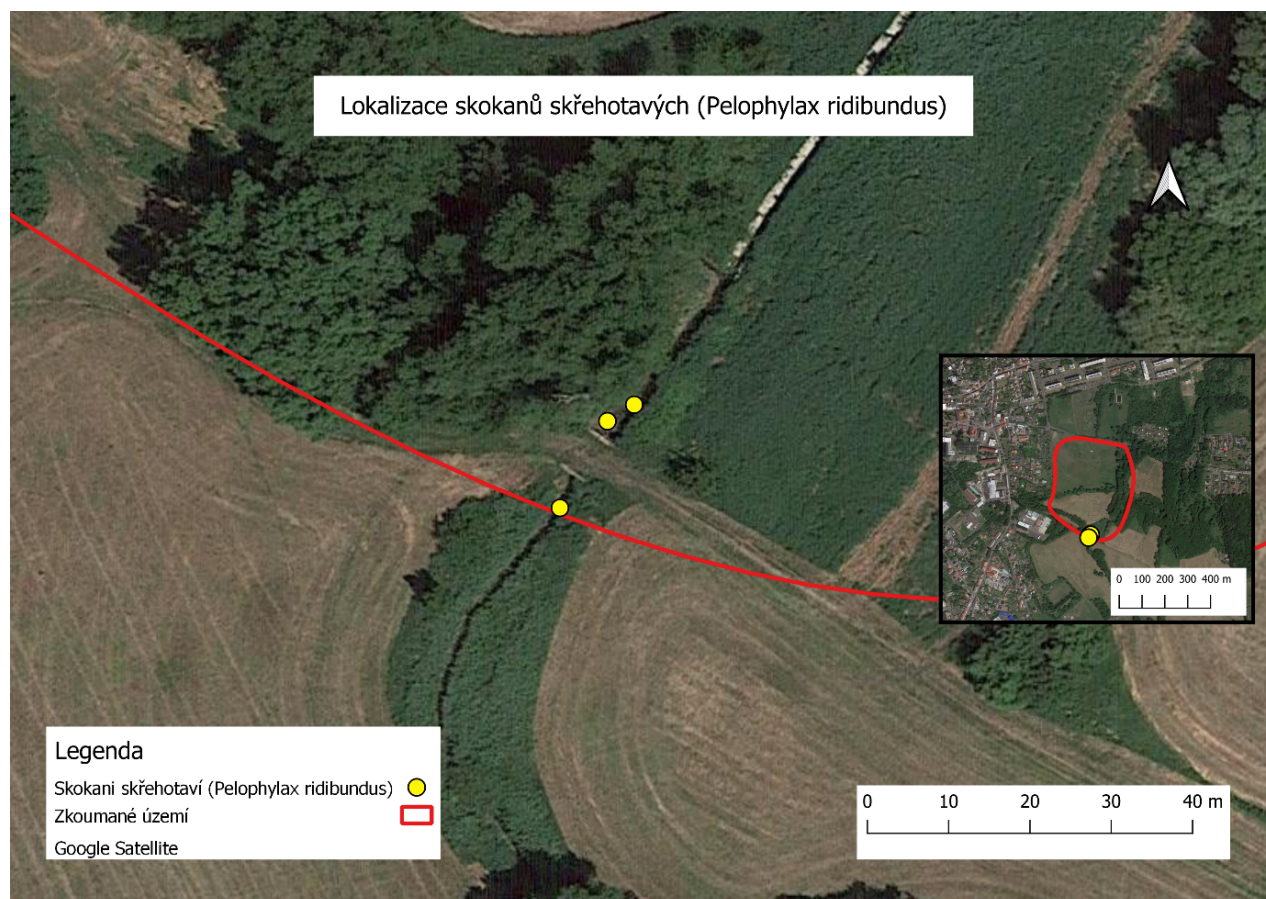 Lokalizace skokanů skřehotavých (Pelophylax ridibundus)
0 100 200 300 400 m
Legenda
Skokani skřehotaví (Pelophylax ridibundus)
Zkoumané území
Google Satellite
0 10 20 30 40 m